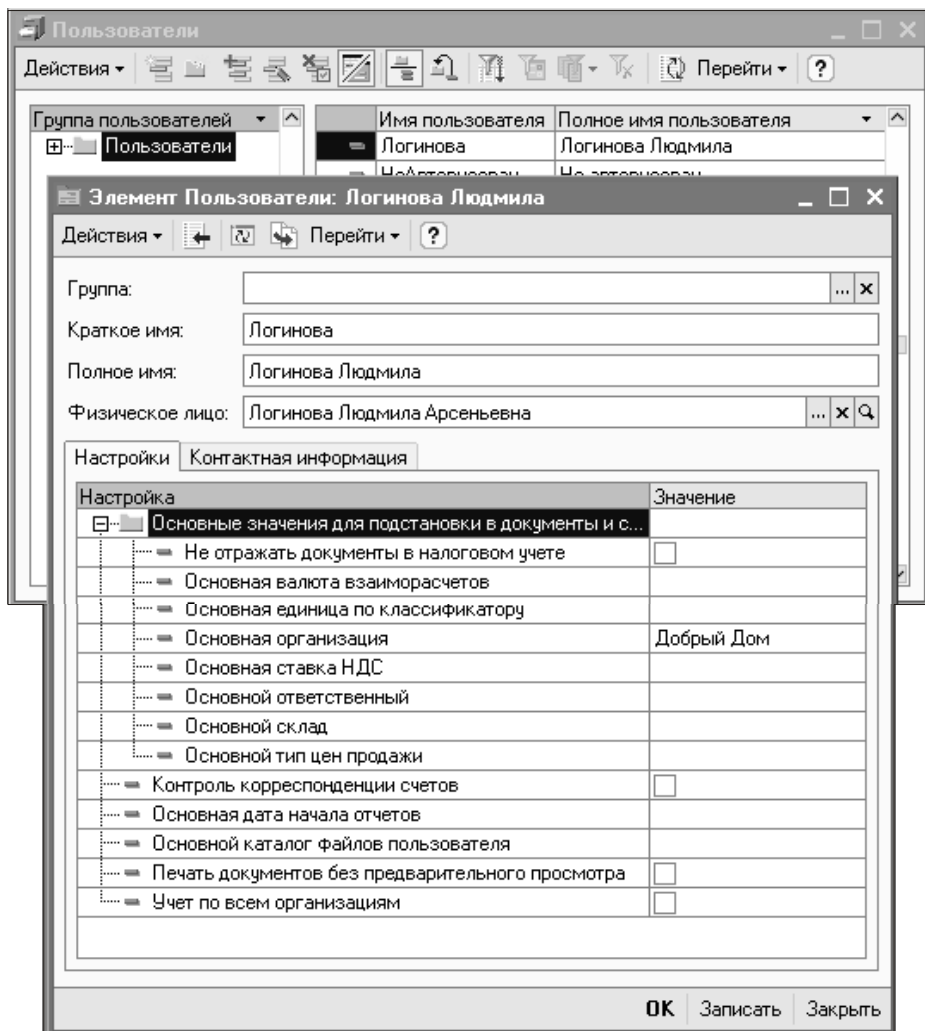 Пользователи
Действия Перейти ?
Группа пользователей Имя пользователя Полное имя пользователя
Пользователи Логинова Логинова Людмила
Элемент Пользователи: Логинова Людмила
Действия Перейти ?
Группа: ...
Краткое имя: Логинова
Полное имя: Логинова Людмила
Физическое лицо: Логинова Людмила Арсеньевна ...
Настройки Контактная информация
Настройка Значение
Основные значения для подстановки в документы и с...
Не отражать документы в налоговом учете
Основная валюта взаиморасчетов
Основная единица по классификатору
Основная организация Добрый Дом
Основная ставка НДС
Основной ответственный
Основной склад
Основной тип цен продажи
Контроль корреспонденции счетов
Основная дата начала отчетов
Основной каталог файлов пользователя
Печать документов без предварительного просмотра
Учет по всем организациям
OK Записать Закрыть